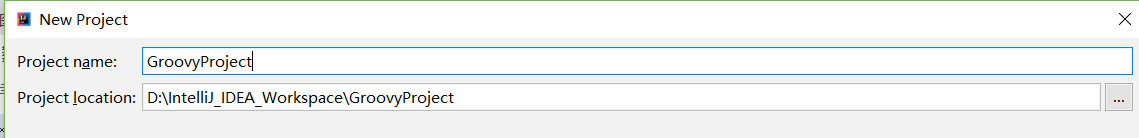 New Project
Project name: GroovyProject
Project location: D:\IntelliJ_IDEA_Workspace\GroovyProject ...